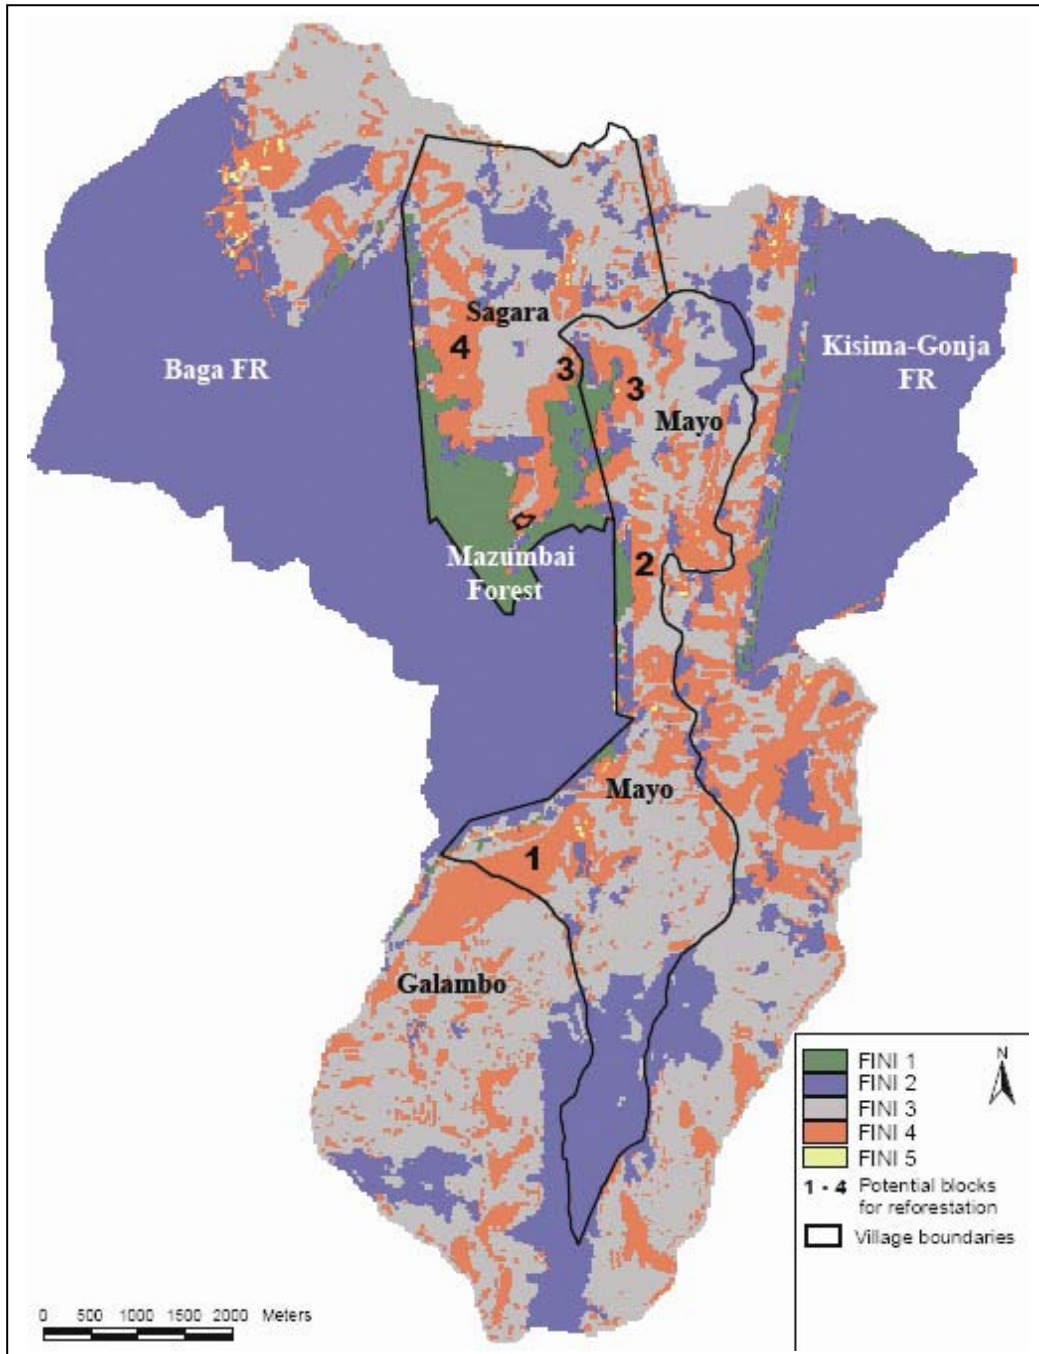 Sagara
4
Baga FR
3
3
Kisima-Gonja
FR
Mayo
Mazumbai
Forest
2
Mayo
1
Galambo
N
FINI 1
FINI 2
FINI 3
FINI 4
FINI 5
1 - 4 Potential blocks
for reforestation
Village boundaries
0 500 1000 1500 2000 Meters